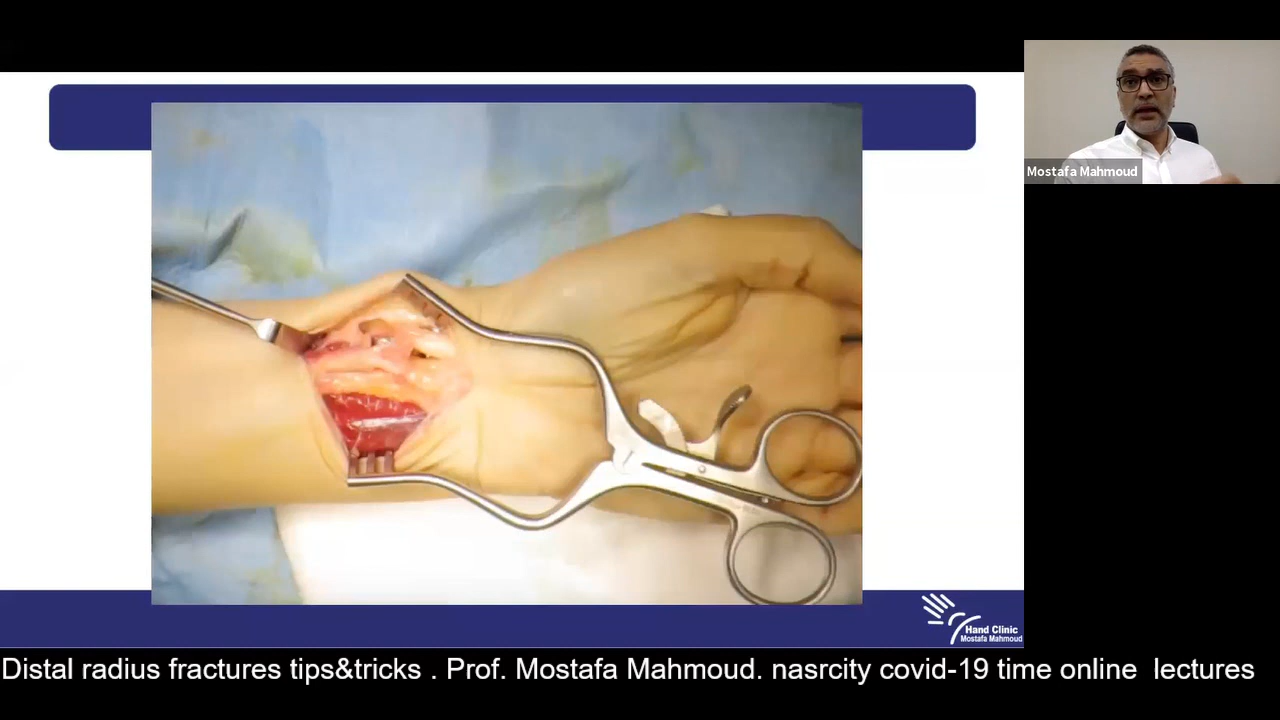 Mostafa Mahmoud
Hand Clinic
Mostafa Mahmoud
Distal radius fractures tips&tricks . Prof. Mostafa Mahmoud. nasrcity covid-19 time online  lectures